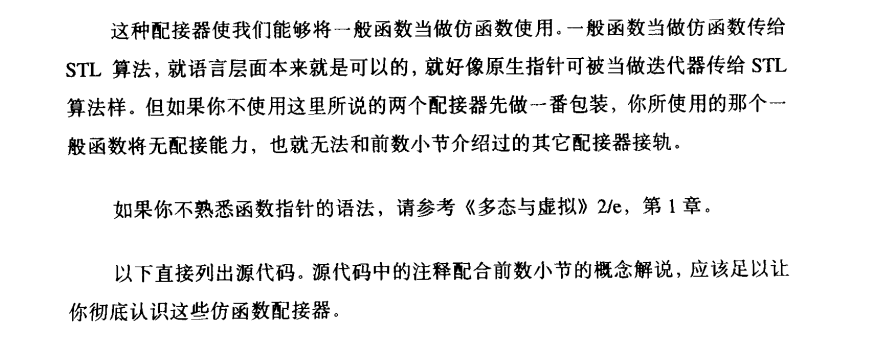 这种配接器使我们能够将一般函数当做仿函数使用。一般函数当做仿函数传给
STL 算法，就语言层面本来就是可以的，就好像原生指针可被当做迭代器传给 STL
算法样。但如果你不使用这里所说的两个配接器先做一番包装，你所使用的那个一
般函数将无配接能力，也就无法和前数小节介绍过的其它配接器接轨。
如果你不熟悉函数指针的语法，请参考《多态与虚拟》2/e，第 1 章。
以下直接列出源代码。源代码中的注释配合前数小节的概念解说，应该足以让
你彻底认识这些仿函数配接器。